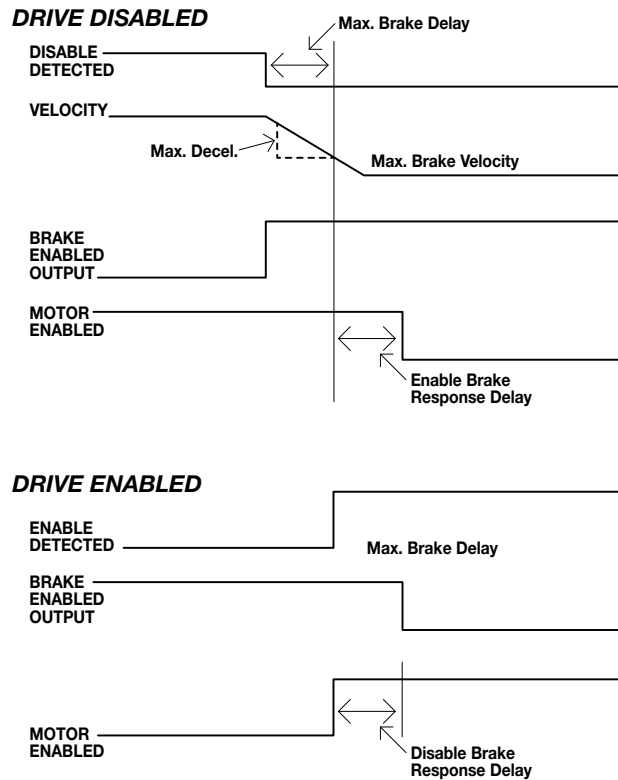 DRIVE DISABLED
Max. Brake Delay
DISABLE
DETECTED
VELOCITY
Max. Decel.
Max. Brake Velocity
BRAKE
ENABLED
OUTPUT
MOTOR
ENABLED
Enable Brake
Response Delay
DRIVE ENABLED
ENABLE
DETECTED
Max. Brake Delay
BRAKE
ENABLED
OUTPUT
MOTOR
ENABLED
Disable Brake
Response Delay